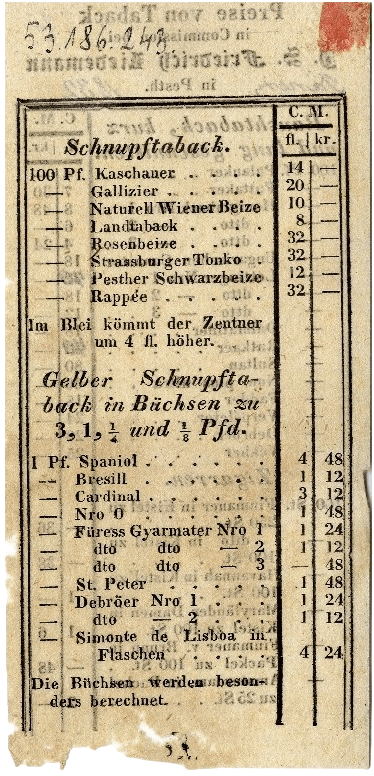 53.186.243
C. M.
Schnupftaback. fl. kr.
100 Pf. Kaschauer . . . . 14 —
— Gallizier . . . . 20 —
— Naturell Wiener Beize 10 —
— Landtaback . . . . 8 —
— Rosenbeize . . . . 32 —
— Strassburger Tonko . 32 —
— Pesther Schwarzbeize 12 —
— Rappée . . . . . 32 —
Im Blei kömmt der Zentner
um 4 fl. höher.
Gelber Schnupfta-
back in Büchsen zu
3, 1, ¼ und ⅛ Pfd.
1 Pf. Spaniol . . . . . . 4 48
— Bresill . . . . . . 1 12
— Cardinal . . . . . 3 12
— Nro 0 . . . . . . 1 48
— Füress Gyarmater Nro 1 1 24
— dto dto — 2 1 12
— dto dto — 3 — 48
— St. Peter . . . . . 1 48
— Debröer Nro 1 . . . . 1 24
— dto 2 . . . . 1 12
— Simonte de Lisboa in
Flaschen . . . . . 4 24
Die Büchsen werden beson-
ders berechnet.